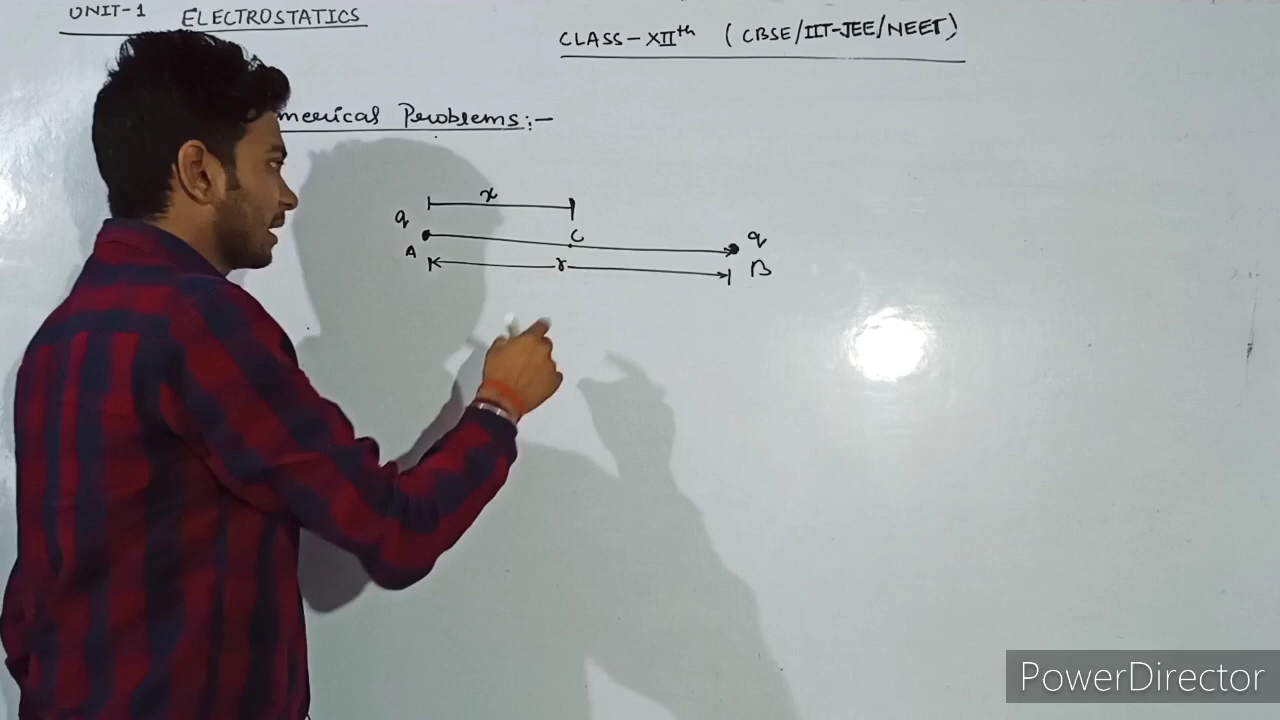 UNIT-1 ELECTROSTATICS
CLASS-XIIth (CBSE/IIT-JEE/NEET)
merical Problems:-
x
q
C
q
A
r
B
PowerDirector